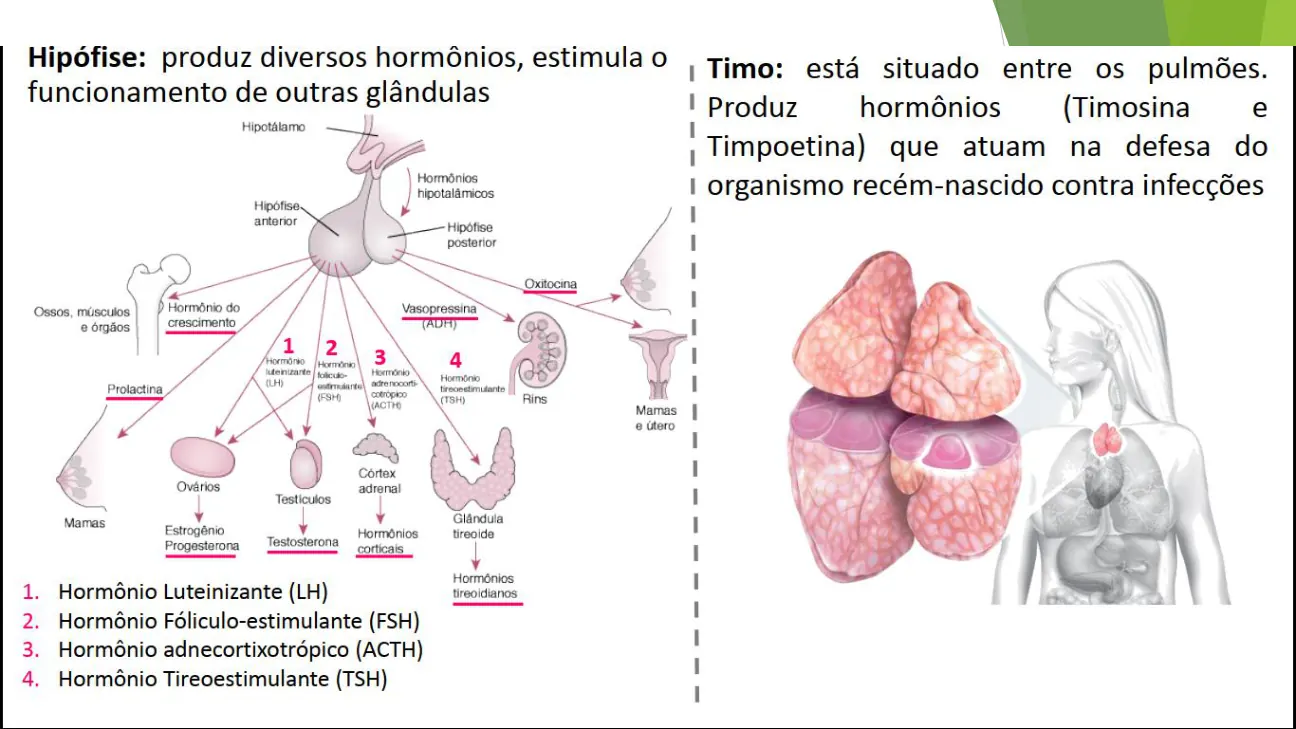 Hipófise: produz diversos hormônios, estimula o
funcionamento de outras glândulas
Hipotálamo
Hormônios
hipotalâmicos
Hipófise
anterior
Hipófise
posterior
Ossos, músculos
e órgãos
Hormônio do
crescimento
Oxitocina
Vasopressina
(ADH)
1
Hormônio
luteinizante
(LH)
2
Hormônio
folículo-
estimulante
(FSH)
3
Hormônio
adrenocorti-
cotrópico
(ACTH)
4
Hormônio
tireoestimulante
(TSH)
Rins
Mamas
e útero
Prolactina
Mamas
Ovários
Estrogênio
Progesterona
Testículos
Testosterona
Córtex
adrenal
Hormônios
corticais
Glândula
tireoide
Hormônios
tireoidianos
1. Hormônio Luteinizante (LH)
2. Hormônio Fóliculo-estimulante (FSH)
3. Hormônio adnecortixotrópico (ACTH)
4. Hormônio Tireoestimulante (TSH)
Timo: está situado entre os pulmões.
Produz hormônios (Timosina e
Timpoetina) que atuam na defesa do
organismo recém-nascido contra infecções